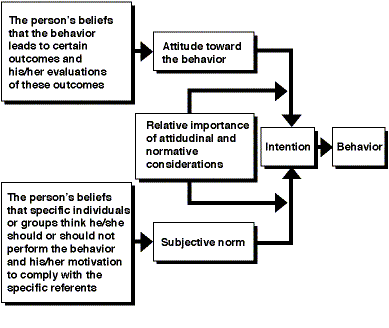 The person's beliefs
that the behavior
leads to certain
outcomes and
his/her evaluations
of these outcomes
Attitude toward
the behavior
Relative importance
of attidudinal and
normative
considerations
Intention
Behavior
The person's beliefs
that specific individuals
or groups think he/she
should or should not
perform the behavior
and his/her motivation
to comply with the
specific referents
Subjective norm